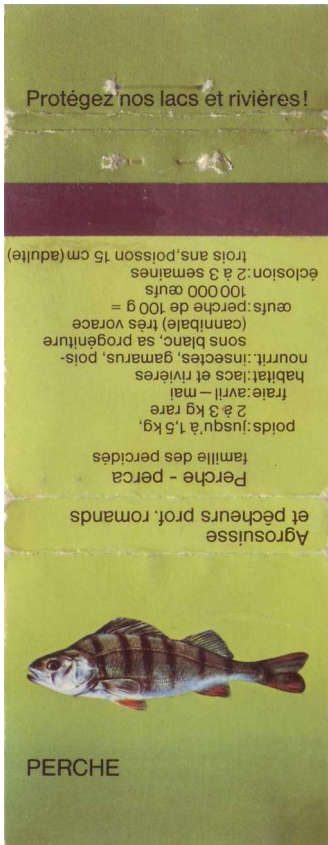 Protégez nos lacs et rivières!
Agrosuisse
et pêcheurs prof. romands
Perche - perca
famille des percidés
poids: jusqu'à 1,5 kg,
2 à 3 kg rare
fraie: avril – mai
habitat: lacs et rivières
nourrit.: insectes, gamarus, pois-
sons blanc, sa progéniture
(cannibale) très vorace
œufs: perche de 100 g =
100 000 œufs
éclosion: 2 à 3 semaines
trois ans, poisson 15 cm (adulte)
PERCHE